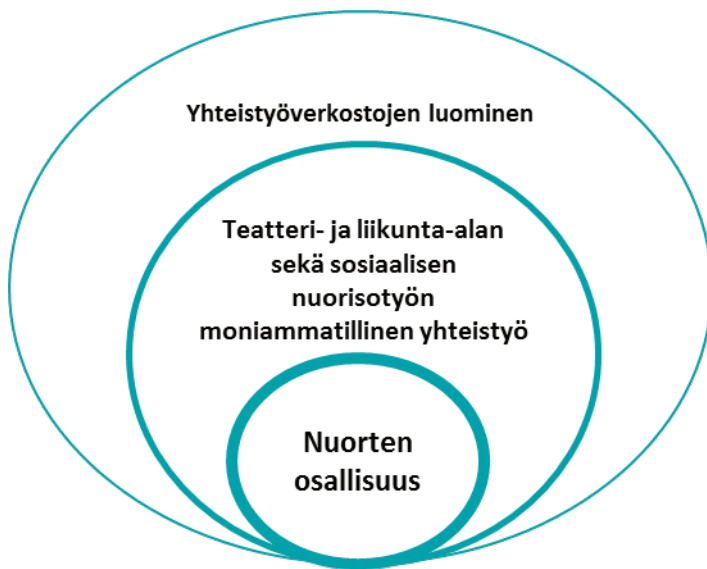 Yhteistyöverkostojen luominen
Teatteri- ja liikunta-alan
sekä sosiaalisen
nuorisotyön
moniammatillinen yhteistyö
Nuorten
osallisuus